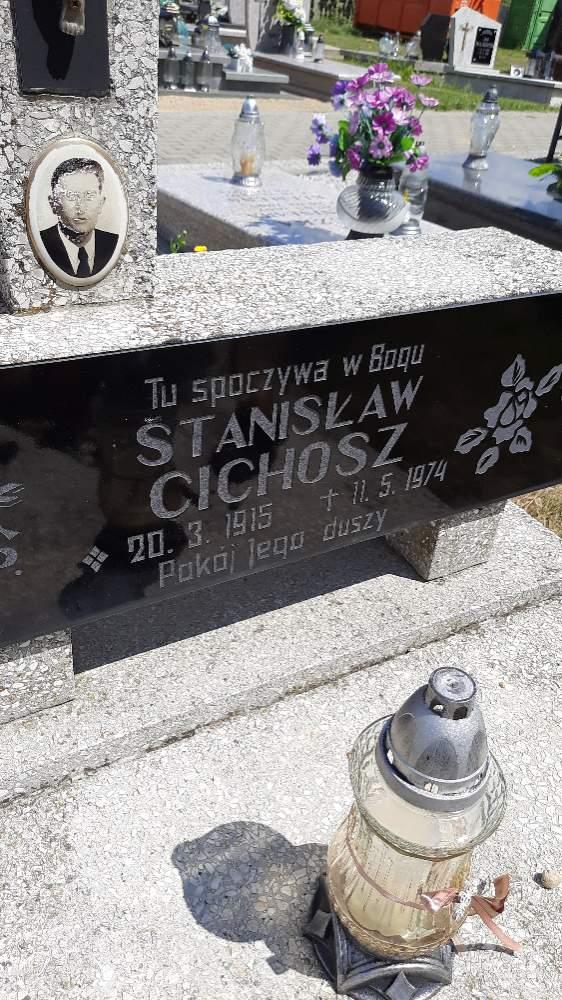 Tu spoczywa w Bogu
STANISŁAW
CICHOSZ
20. 3. 1915 + 11. 5. 1974
Pokój Jego duszy